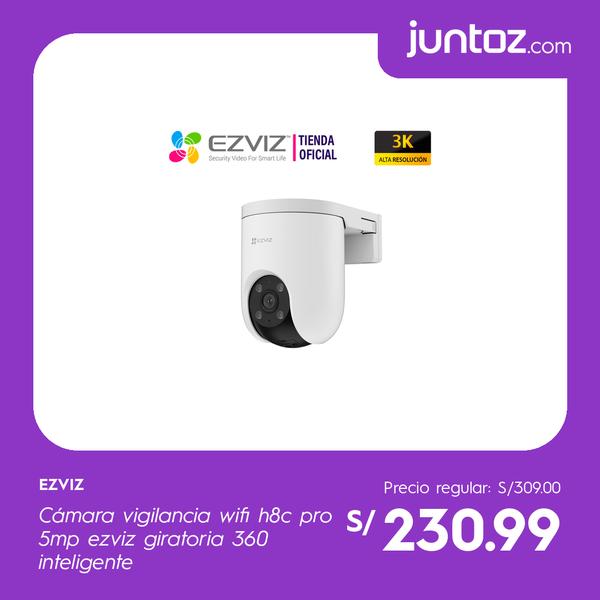 juntoz.com
EZVIZ™ TIENDA OFICIAL
Security Video For Smart Life
3K
ALTA RESOLUCIÓN
EZVIZ
EZVIZ
Precio regular: S/309.00
Cámara vigilancia wifi h8c pro
5mp ezviz giratoria 360
inteligente
S/ 230.99